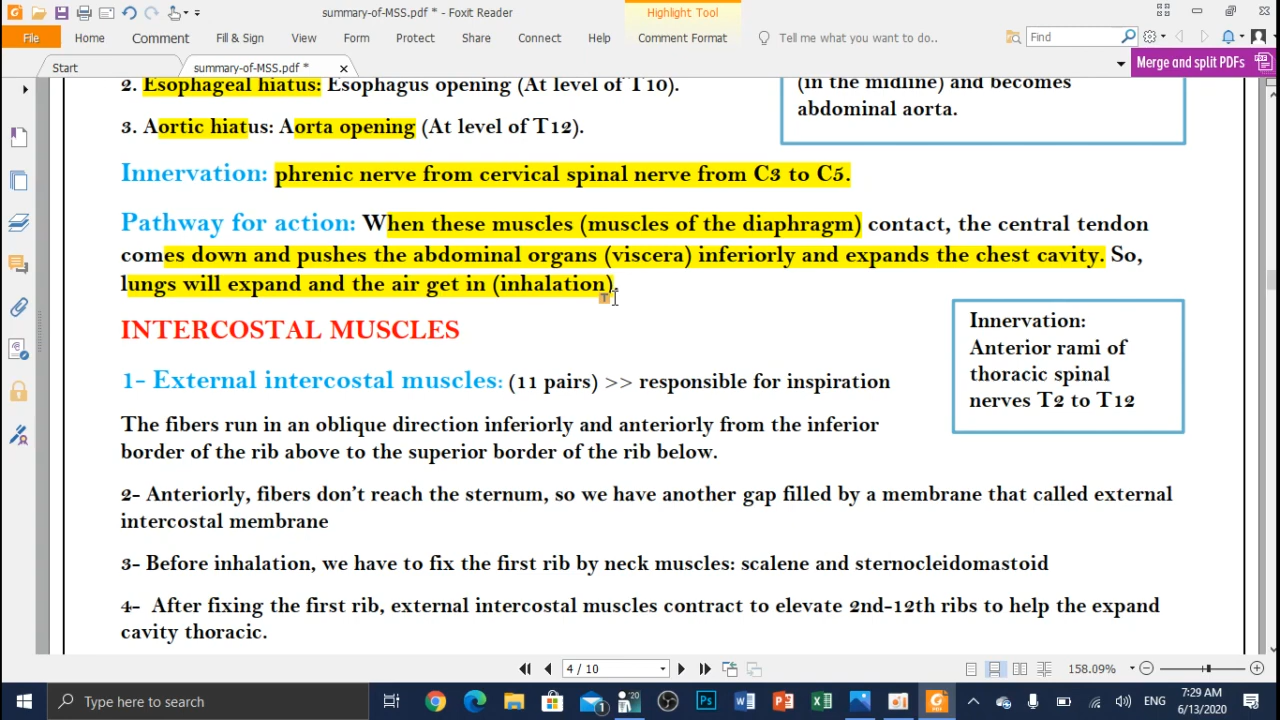 summary-of-MSS.pdf * - Foxit Reader
Highlight Tool
File
Home
Comment
Fill & Sign
View
Form
Protect
Share
Connect
Help
Comment Format
Tell me what you want to do..
Find
Start
summary-of-MSS.pdf *
Merge and split PDFs
2. Esophageal hiatus: Esophagus opening (At level of T10).
(in the midline) and becomes
abdominal aorta.
3. Aortic hiatus: Aorta opening (At level of T12).
Innervation: phrenic nerve from cervical spinal nerve from C3 to C5.
Pathway for action: When these muscles (muscles of the diaphragm) contact, the central tendon
comes down and pushes the abdominal organs (viscera) inferiorly and expands the chest cavity. So,
lungs will expand and the air get in (inhalation).
INTERCOSTAL MUSCLES
Innervation:
Anterior rami of
thoracic spinal
nerves T2 to T12
1- External intercostal muscles: (11 pairs) >> responsible for inspiration
The fibers run in an oblique direction inferiorly and anteriorly from the inferior
border of the rib above to the superior border of the rib below.
2- Anteriorly, fibers don't reach the sternum, so we have another gap filled by a membrane that called external
intercostal membrane
3- Before inhalation, we have to fix the first rib by neck muscles: scalene and sternocleidomastoid
4- After fixing the first rib, external intercostal muscles contract to elevate 2nd-12th ribs to help the expand
cavity thoracic.
4 / 10
158.09%
Type here to search
ENG
7:29 AM
6/13/2020